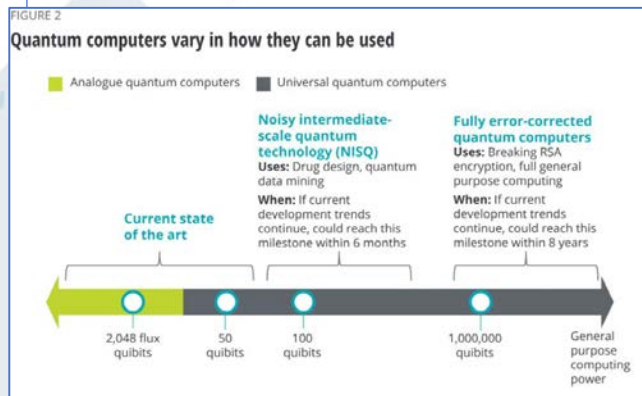 FIGURE 2
Quantum computers vary in how they can be used
Analogue quantum computers
Universal quantum computers
Current state
of the art
Noisy intermediate-
scale quantum
technology (NISQ)
Uses: Drug design, quantum
data mining
When: If current
development trends
continue, could reach this
milestone within 6 months
Fully error-corrected
quantum computers
Uses: Breaking RSA
encryption, full general
purpose computing
When: If current
development trends
continue, could reach this
milestone within 8 years
2,048 flux
quibits
50
quibits
100
quibits
1,000,000
quibits
General
purpose
computing
power